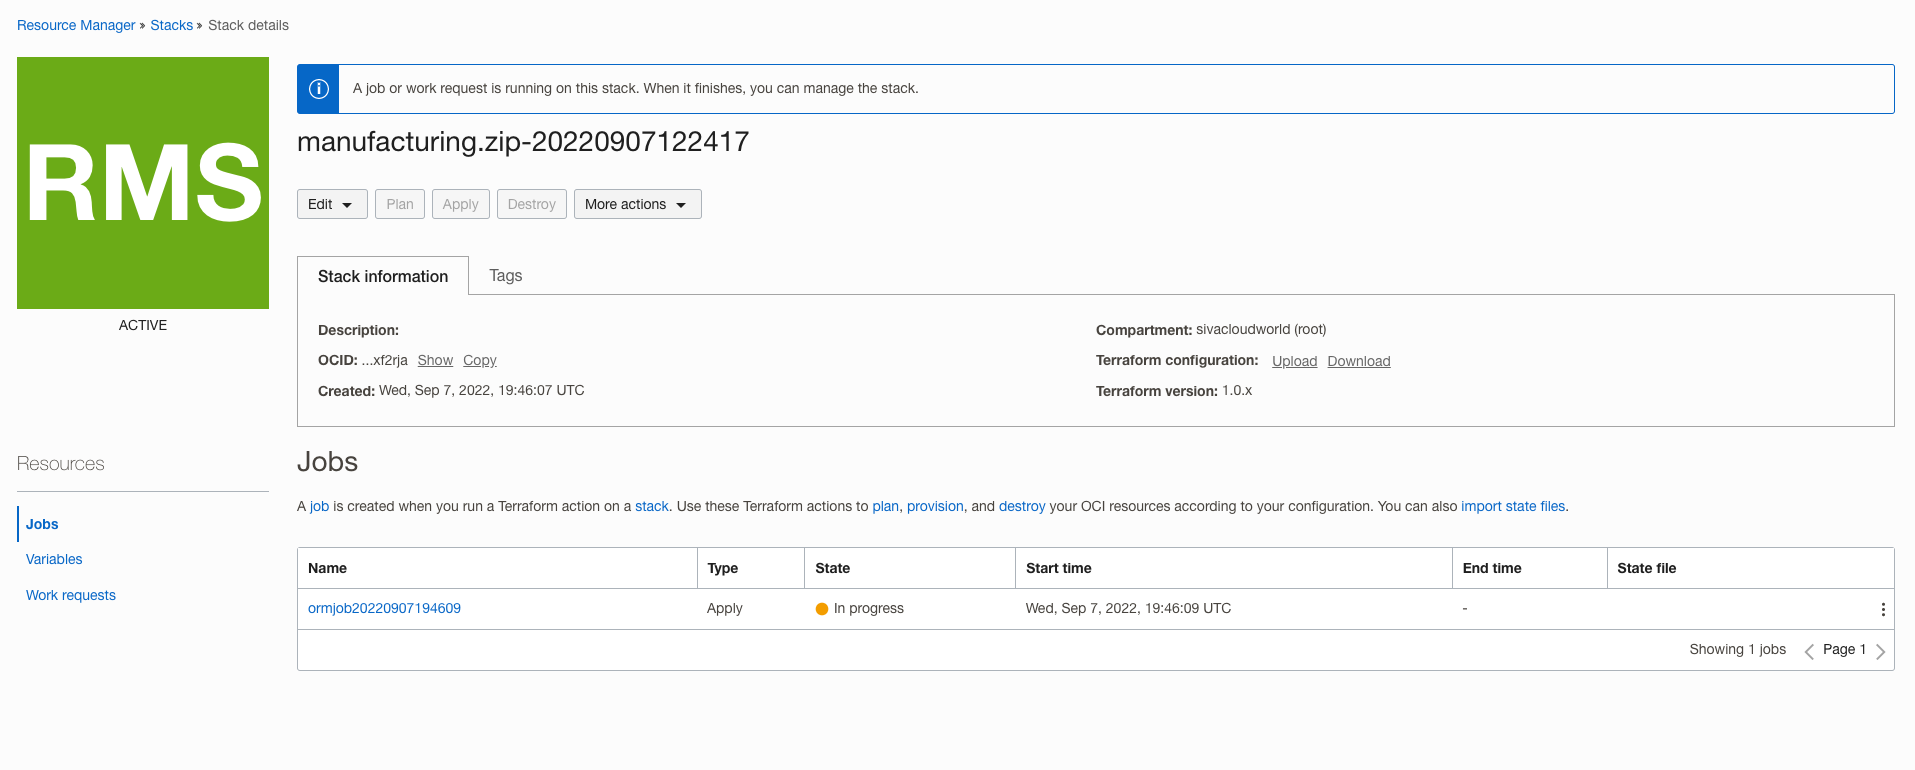 Resource Manager » Stacks » Stack details
RMS
ACTIVE
A job or work request is running on this stack. When it finishes, you can manage the stack.
manufacturing.zip-20220907122417
Edit Plan Apply Destroy More actions
Stack information Tags
Description:
OCID: ...xf2rja Show Copy
Created: Wed, Sep 7, 2022, 19:46:07 UTC
Compartment: sivacloudworld (root)
Terraform configuration: Upload Download
Terraform version: 1.0.x
Resources
Jobs
Variables
Work requests
Jobs
A job is created when you run a Terraform action on a stack. Use these Terraform actions to plan, provision, and destroy your OCI resources according to your configuration. You can also import state files.
Name Type State Start time End time State file
ormjob20220907194609 Apply In progress Wed, Sep 7, 2022, 19:46:09 UTC -
Showing 1 jobs Page 1